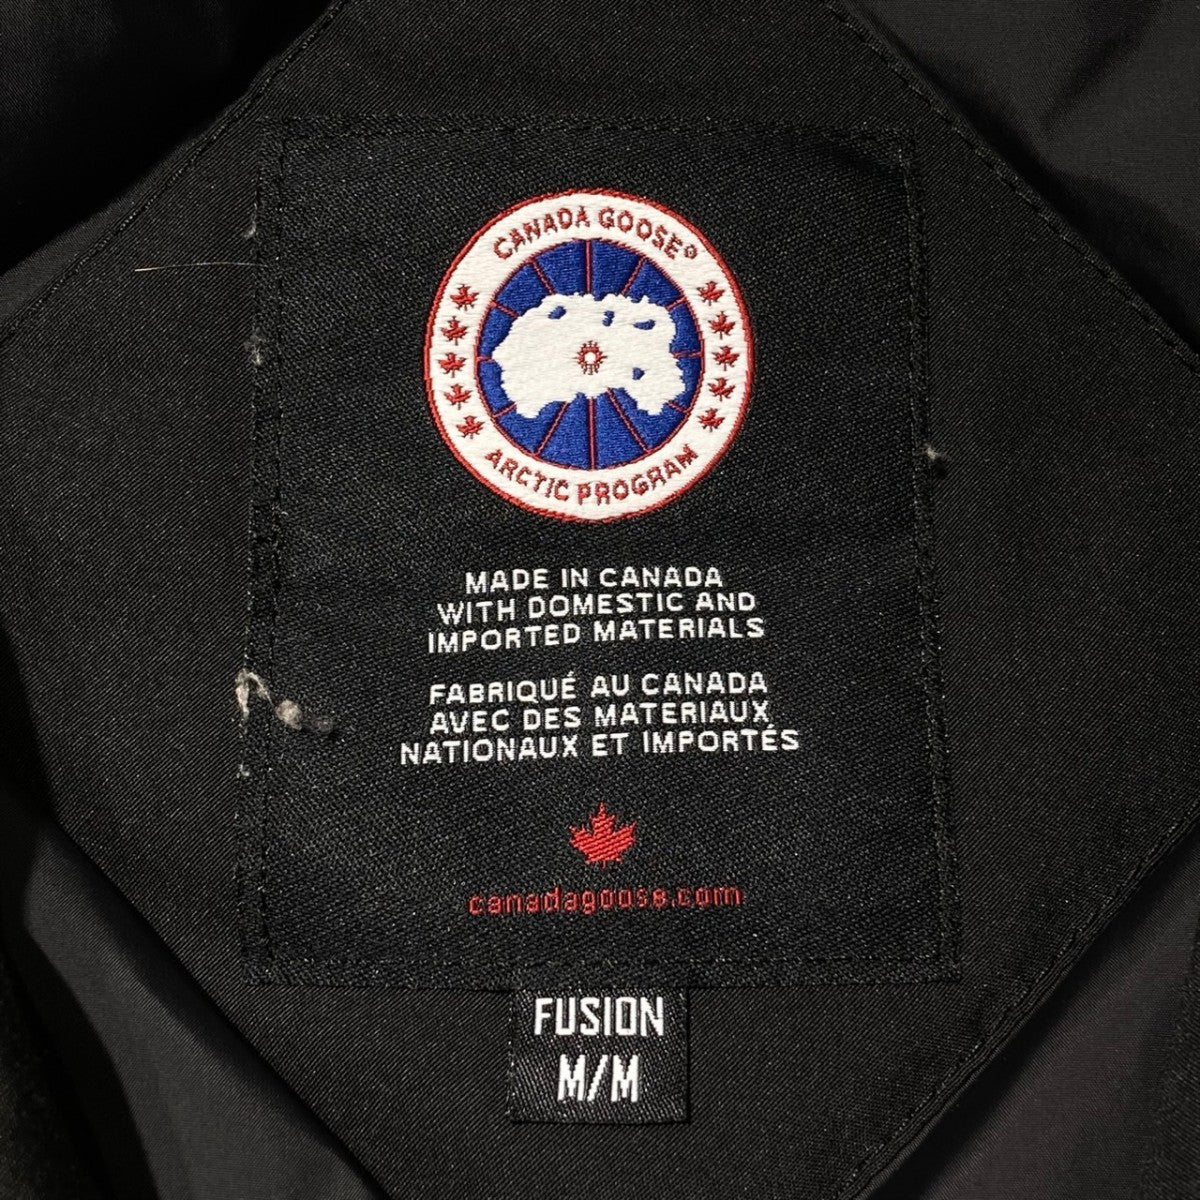 CANADA GOOSE®
ARCTIC PROGRAM
MADE IN CANADA
WITH DOMESTIC AND
IMPORTED MATERIALS
FABRIQUÉ AU CANADA
AVEC DES MATERIAUX
NATIONAUX ET IMPORTÉS
canadagoose.com
FUSION
M/M